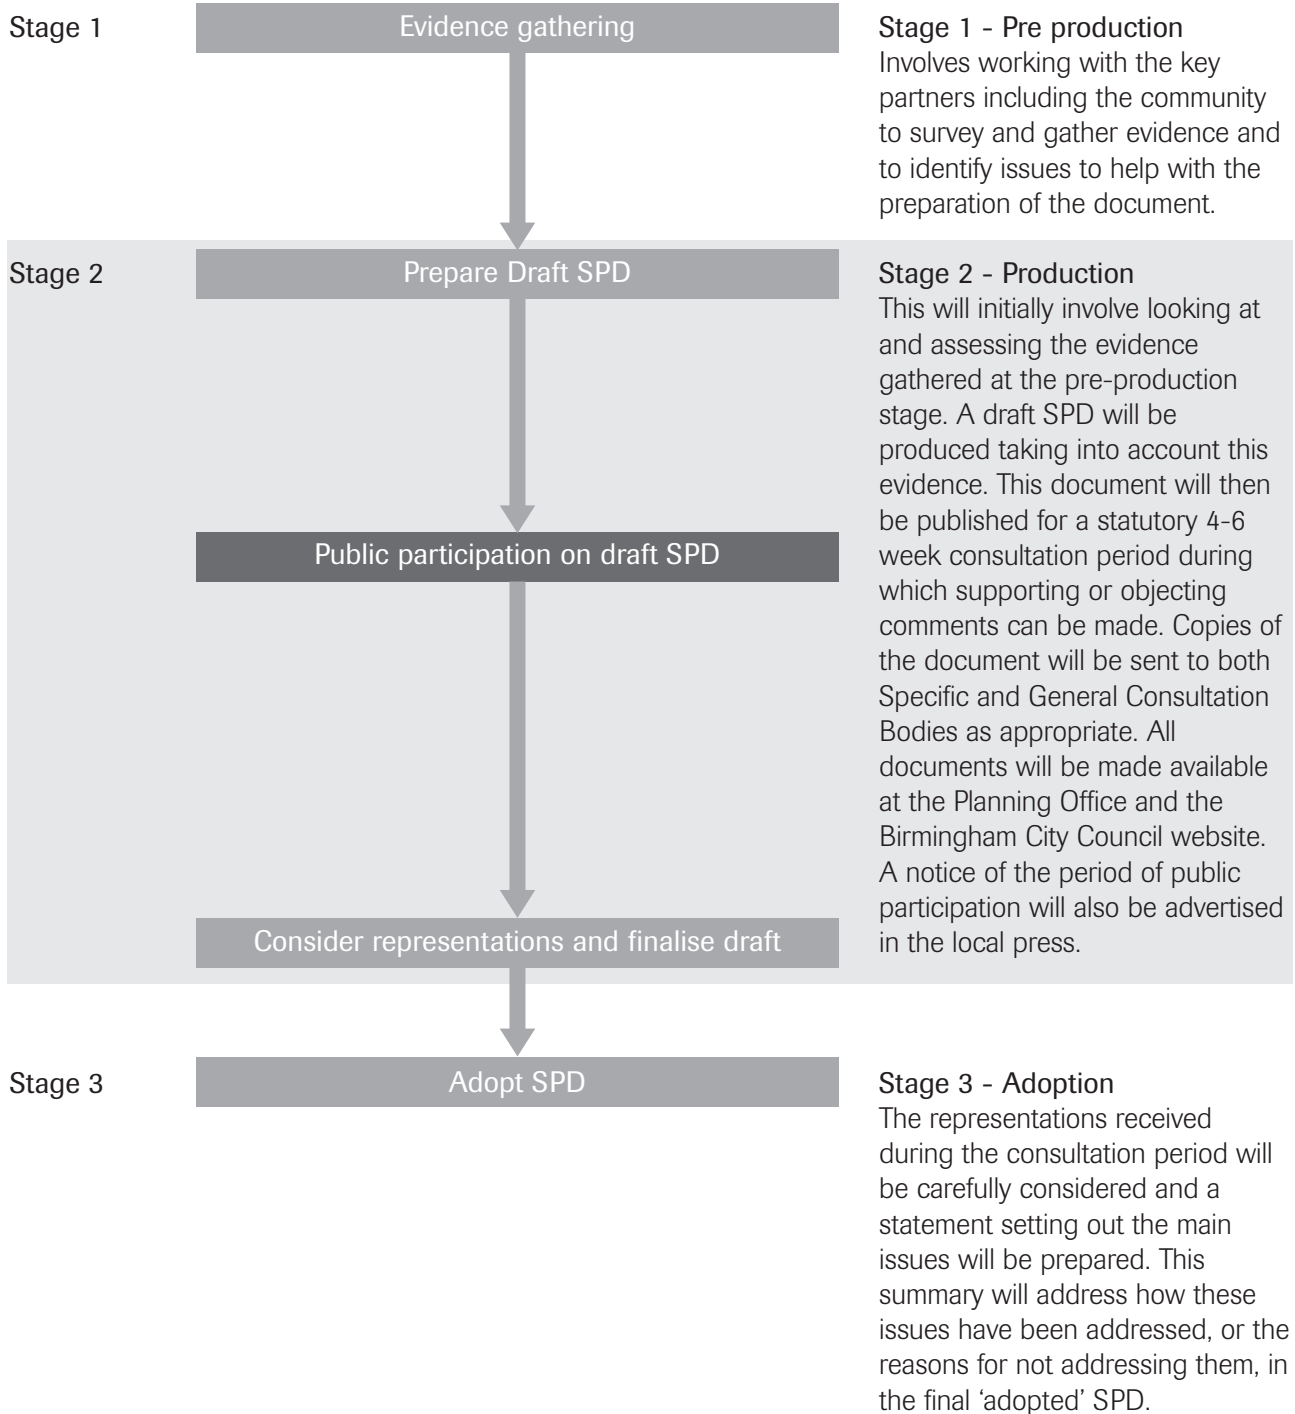 Stage 1
Evidence gathering
Stage 1 - Pre production
Involves working with the key
partners including the community
to survey and gather evidence and
to identify issues to help with the
preparation of the document.
Stage 2
Prepare Draft SPD
Public participation on draft SPD
Consider representations and finalise draft
Stage 2 - Production
This will initially involve looking at
and assessing the evidence
gathered at the pre-production
stage. A draft SPD will be
produced taking into account this
evidence. This document will then
be published for a statutory 4-6
week consultation period during
which supporting or objecting
comments can be made. Copies of
the document will be sent to both
Specific and General Consultation
Bodies as appropriate. All
documents will be made available
at the Planning Office and the
Birmingham City Council website.
A notice of the period of public
participation will also be advertised
in the local press.
Stage 3
Adopt SPD
Stage 3 - Adoption
The representations received
during the consultation period will
be carefully considered and a
statement setting out the main
issues will be prepared. This
summary will address how these
issues have been addressed, or the
reasons for not addressing them, in
the final ‘adopted’ SPD.